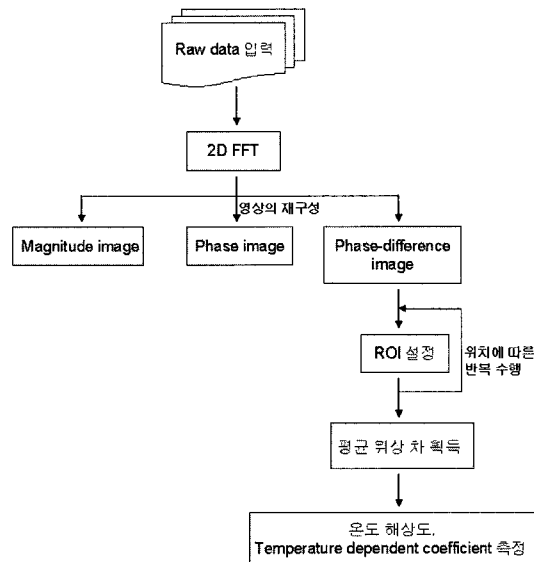 Raw data 입력
2D FFT
영상의 재구성
Magnitude image
Phase image
Phase-difference
image
ROI 설정
위치에 따른
반복 수행
평균 위상 차 획득
온도 해상도,
Temperature dependent coefficient 측정